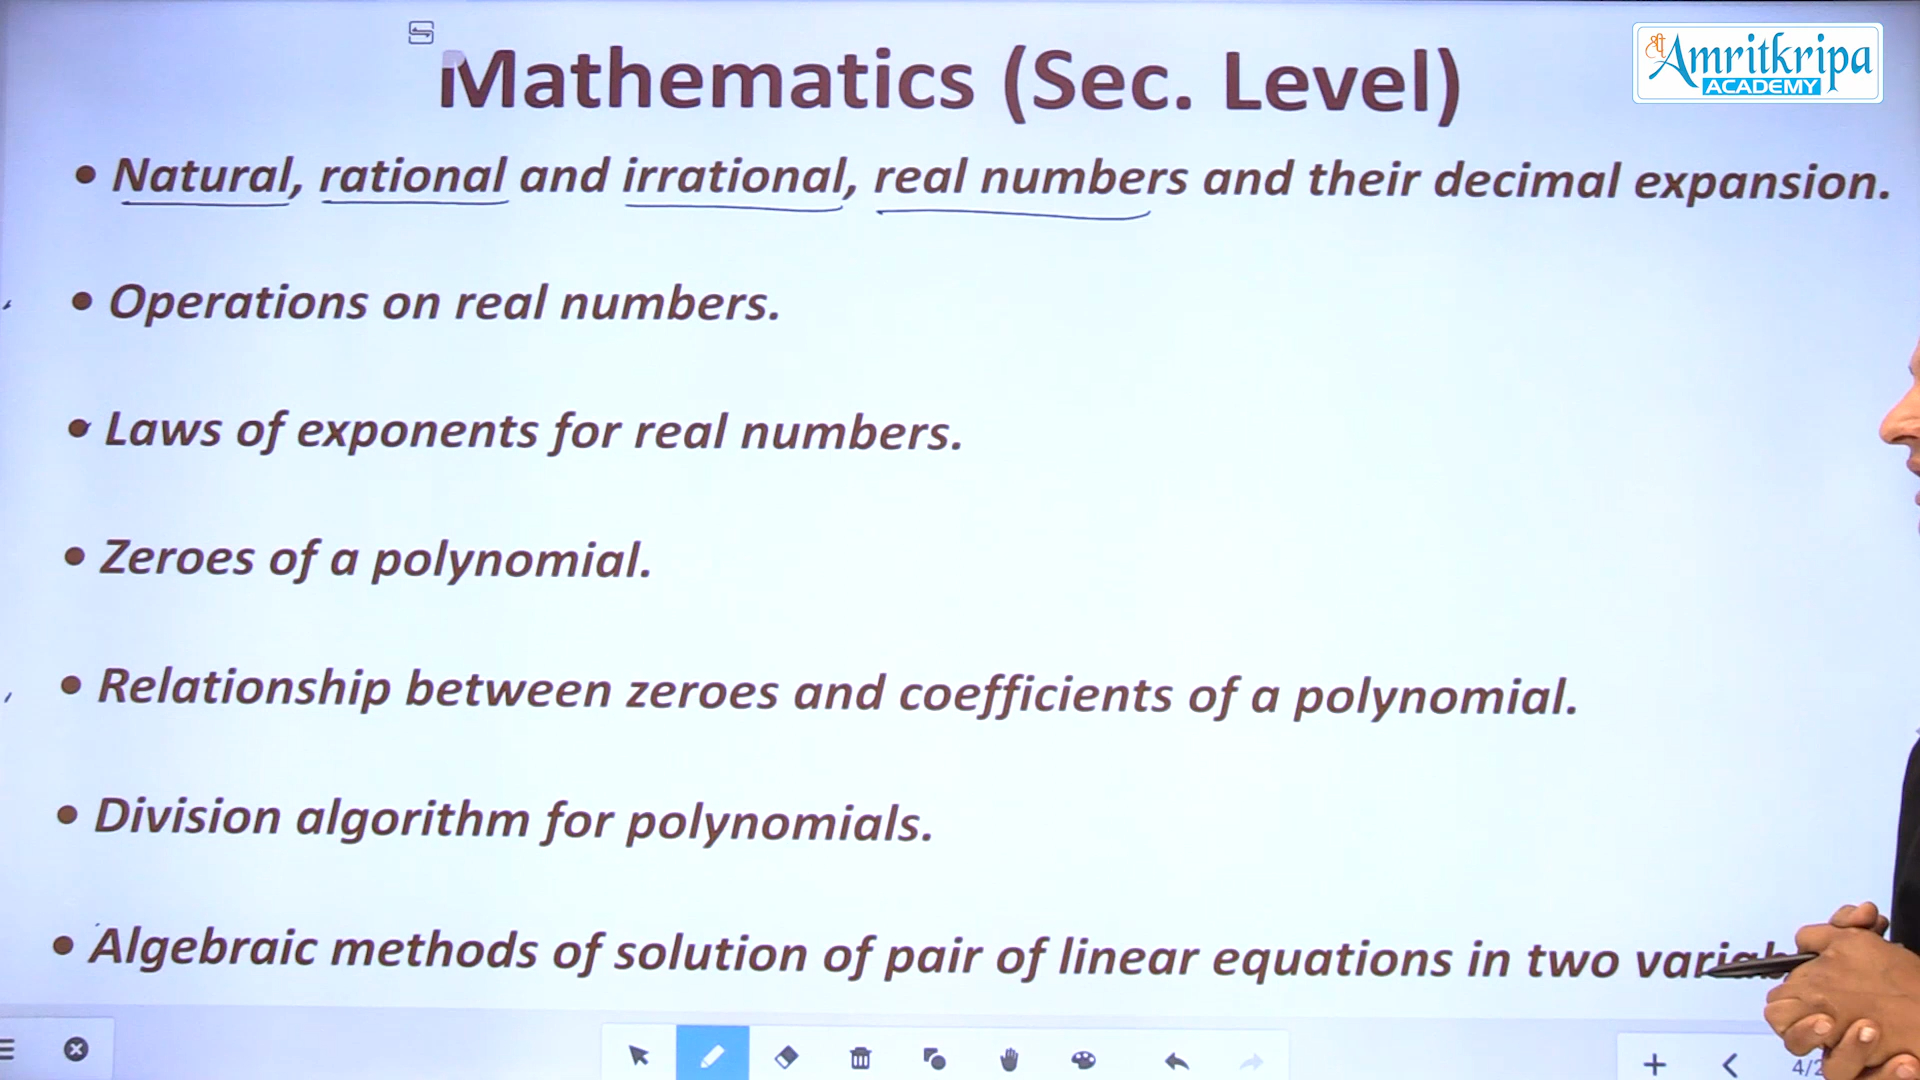 Mathematics (Sec. Level)
श्री Amritkripa
ACADEMY
• Natural, rational and irrational, real numbers and their decimal expansion.
• Operations on real numbers.
• Laws of exponents for real numbers.
• Zeroes of a polynomial.
• Relationship between zeroes and coefficients of a polynomial.
• Division algorithm for polynomials.
• Algebraic methods of solution of pair of linear equations in two